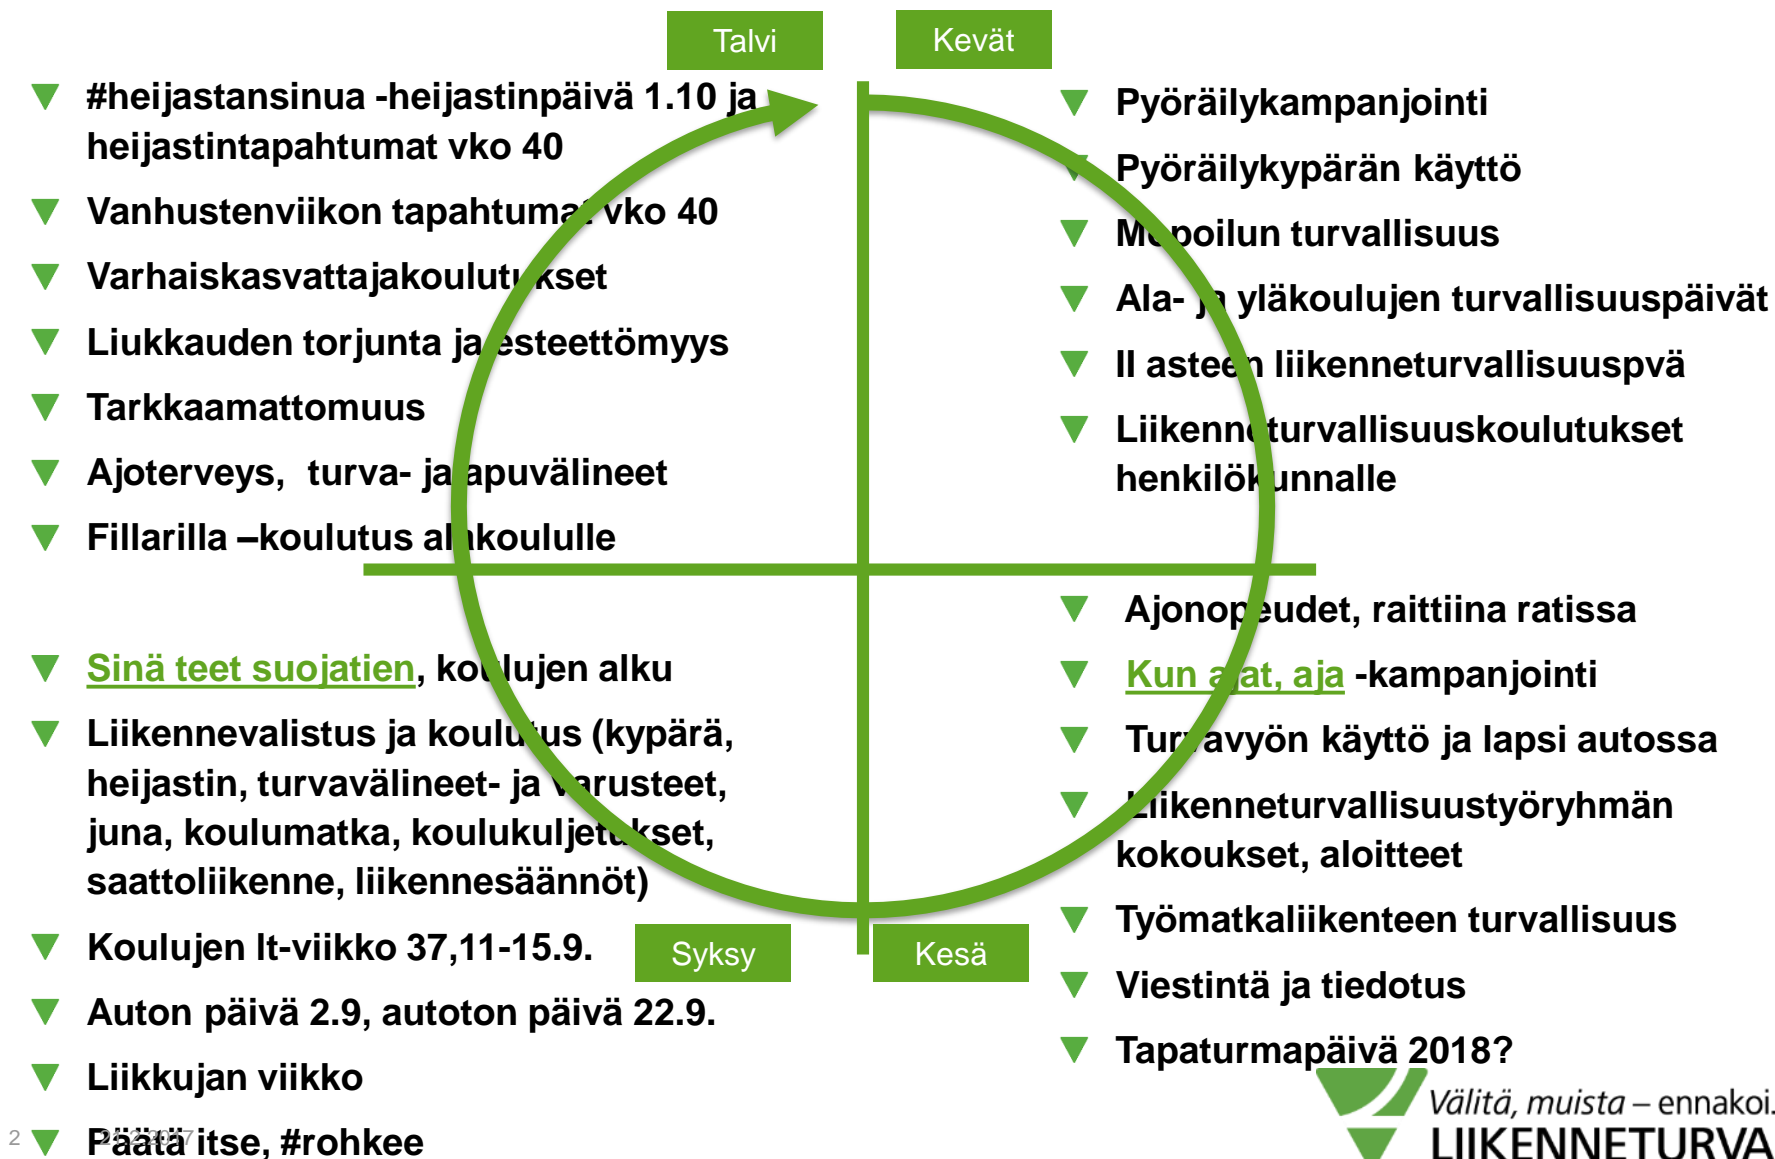 Talvi
#heijastansinua -heijastinpäivä 1.10 ja
heijastintapahtumat vko 40
Vanhustenviikon tapahtumat vko 40
Varhaiskasvattajakoulutukset
Liukkauden torjunta ja esteettömyys
Tarkkaamattomuus
Ajoterveys, turva- ja apuvälineet
Fillarilla –koulutus alakoululle
Kevät
Pyöräilykampanjointi
Pyöräilykypärän käyttö
Mopoilun turvallisuus
Ala- ja yläkoulujen turvallisuuspäivät
II asteen liikenneturvallisuuspvä
Liikenneturvallisuuskoulutukset
henkilökunnalle
Sinä teet suojatien, koulujen alku
Liikennevalistus ja koulutus (kypärä,
heijastin, turvavälineet- ja varusteet,
juna, koulumatka, koulukuljetukset,
saattoliikenne, liikennesäännöt)
Koulujen lt-viikko 37,11-15.9.
Auton päivä 2.9, autoton päivä 22.9.
Liikkujan viikko
Päätä itse, #rohkee
Syksy
Ajonopeudet, raittiina ratissa
Kun ajat, aja -kampanjointi
Turvavyön käyttö ja lapsi autossa
Liikenneturvallisuustyöryhmän
kokoukset, aloitteet
Työmatkaliikenteen turvallisuus
Viestintä ja tiedotus
Tapaturmapäivä 2018?
Kesä
2
21.2.2017
Välitä, muista – ennakoi.
LIIKENNETURVA